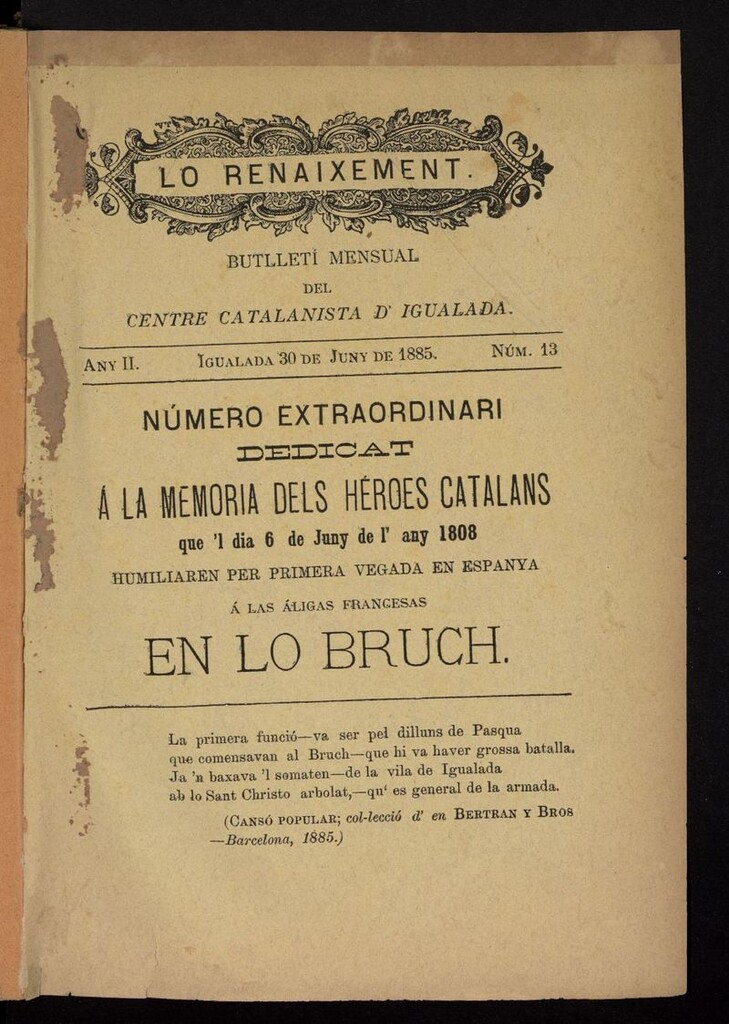 LO RENAIXEMENT.
BUTLLETÍ MENSUAL
DEL
CENTRE CATALANISTA D' IGUALADA.
ANY II. IGUALADA 30 DE JUNY DE 1885. NÚM. 13
NÚMERO EXTRAORDINARI
DEDICAT
Á LA MEMORIA DELS HÉROES CATALANS
que 'l dia 6 de Juny de l' any 1808
HUMILIAREN PER PRIMERA VEGADA EN ESPANYA
Á LAS ÁLIGAS FRANCESAS
EN LO BRUCH.
La primera funció—va ser pel dilluns de Pasqua
que comensavan al Bruch—que hi va haver grossa batalla.
Ja 'n baxava 'l somaten—de la vila de Igualada
ab lo Sant Christo arbolat,—qu' es general de la armada.
(CANSÓ POPULAR; col-lecció d' en BERTRAN Y BROS
—Barcelona, 1885.)